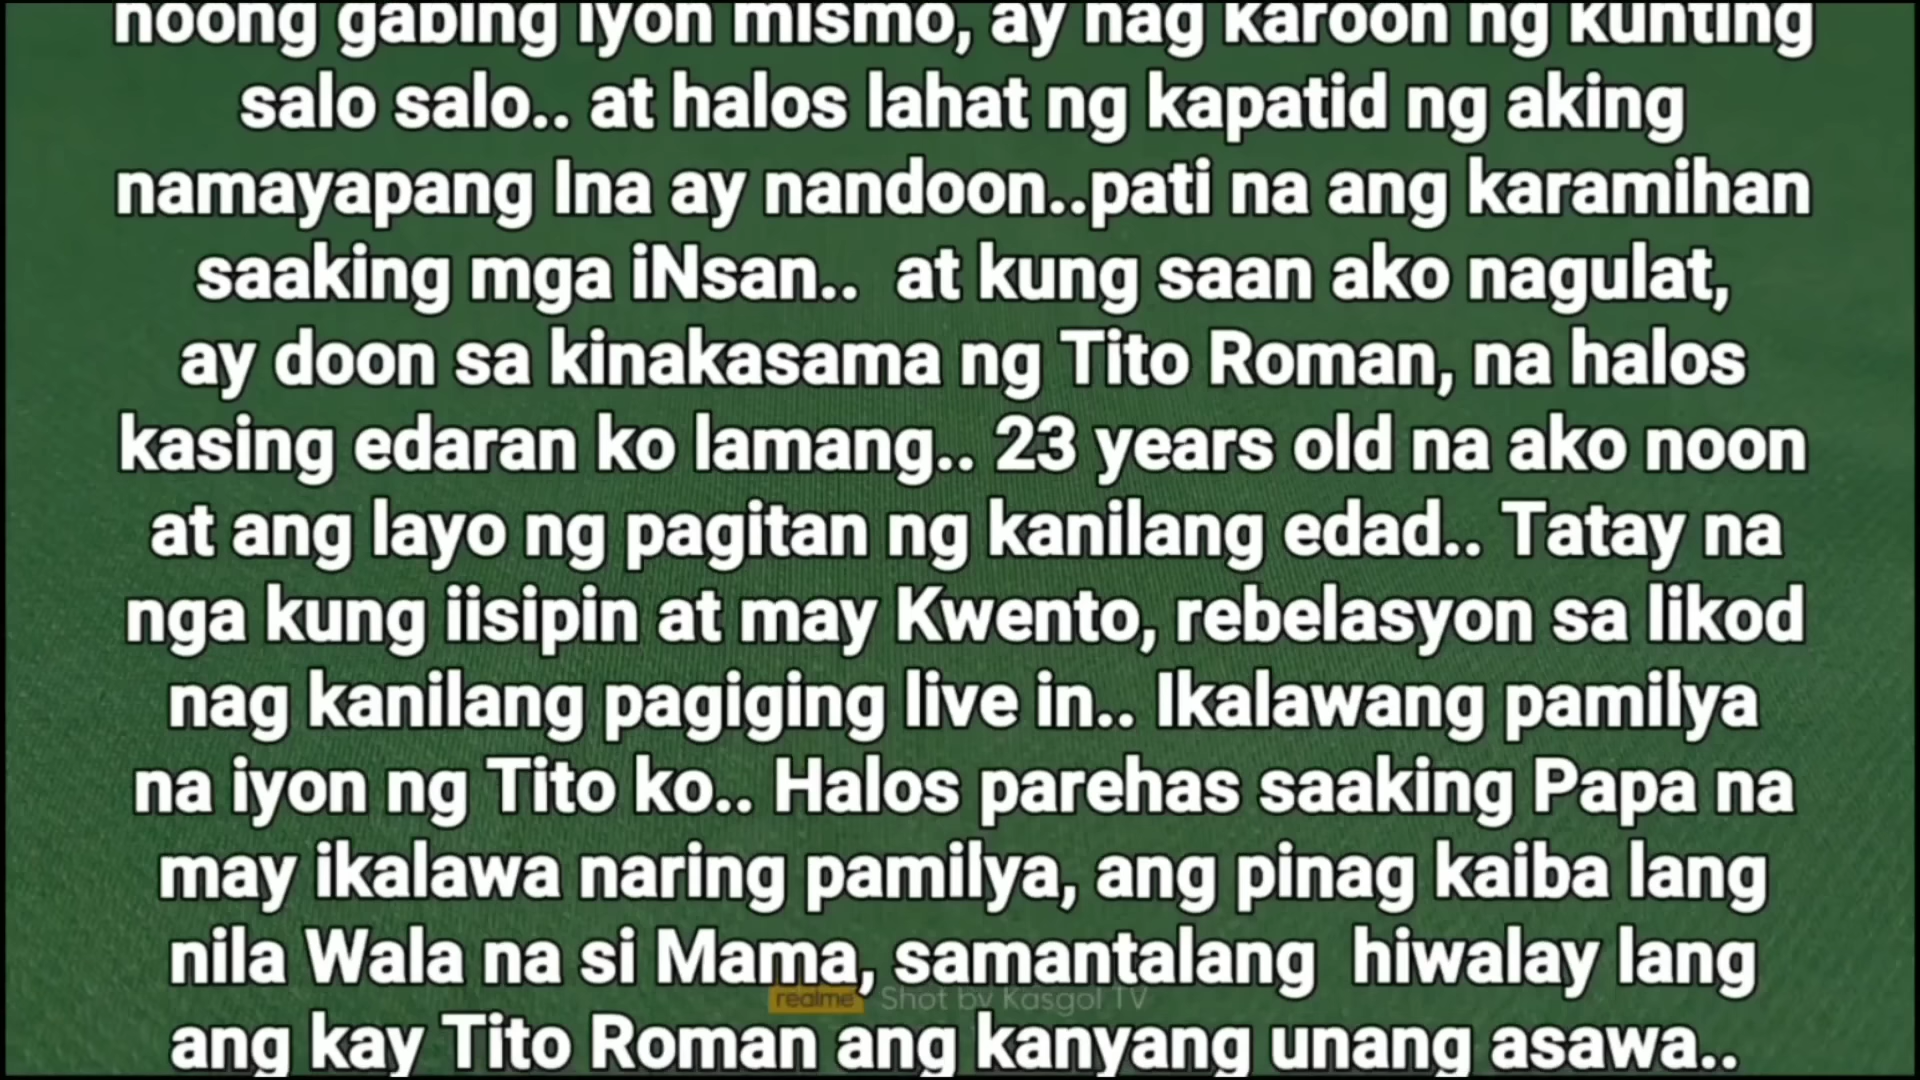 noong gabing iyon mismo, ay nag karoon ng kunting
salo salo.. at halos lahat ng kapatid ng aking
namayapang Ina ay nandoon..pati na ang karamihan
saaking mga iNsan..  at kung saan ako nagulat,
ay doon sa kinakasama ng Tito Roman, na halos
kasing edaran ko lamang.. 23 years old na ako noon
at ang layo ng pagitan ng kanilang edad.. Tatay na
nga kung iisipin at may Kwento, rebelasyon sa likod
nag kanilang pagiging live in.. Ikalawang pamilya
na iyon ng Tito ko.. Halos parehas saaking Papa na
may ikalawa naring pamilya, ang pinag kaiba lang
nila Wala na si Mama, samantalang  hiwalay lang
realme Shot by Kasgol TV
ang kay Tito Roman ang kanyang unang asawa..